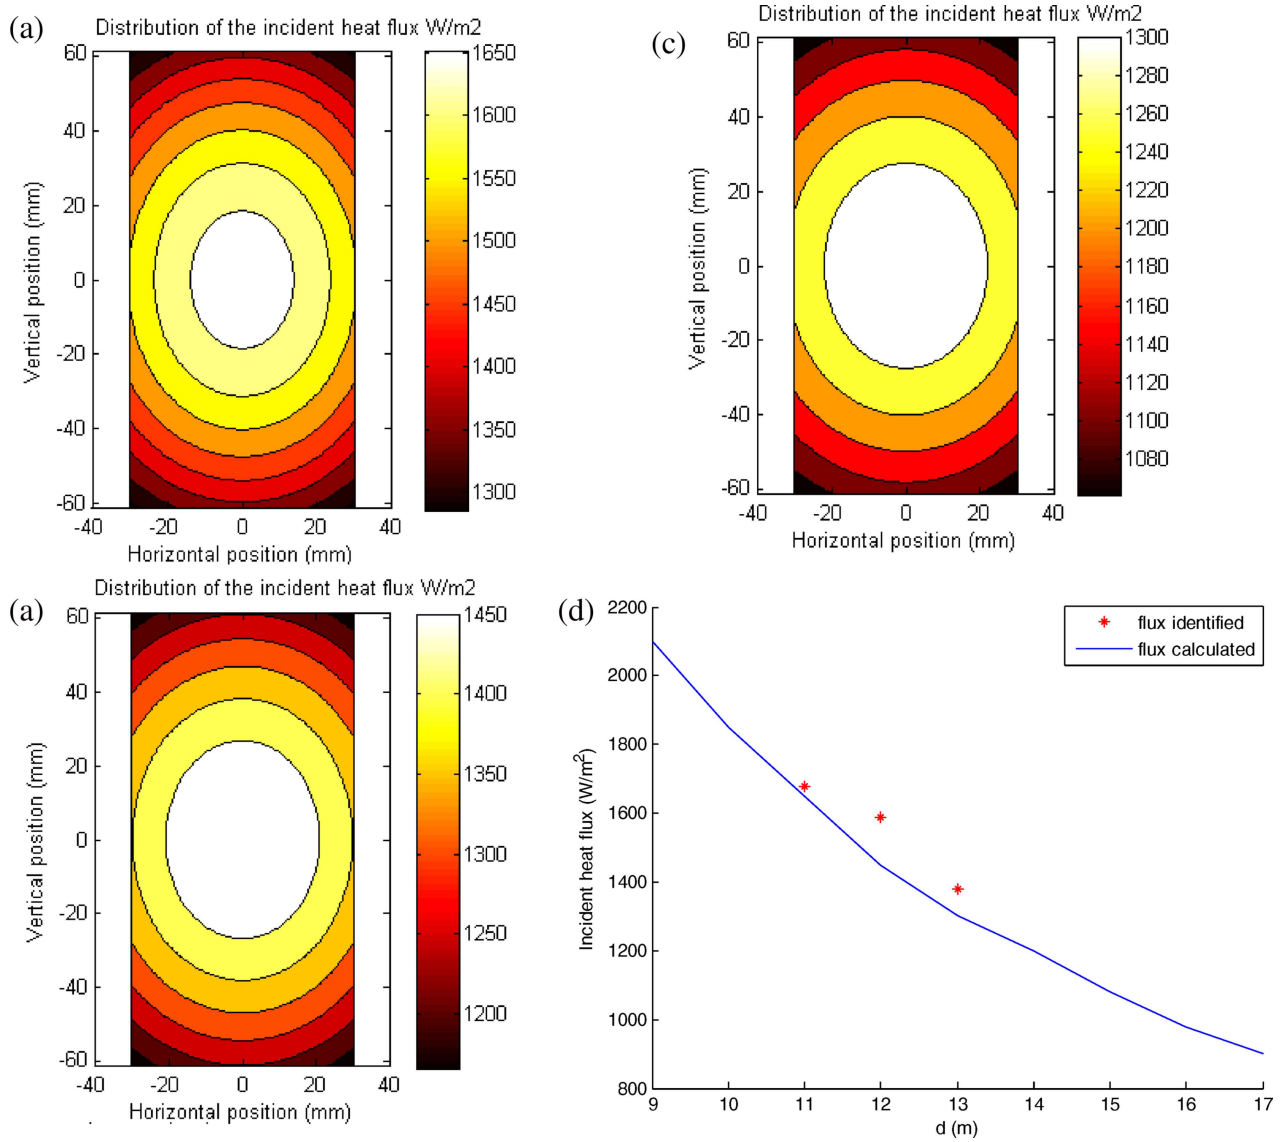 (a)
Distribution of the incident heat flux W/m2
60
40
20
0
-20
-40
-60
Vertical position (mm)
-40 -20 0 20 40
Horizontal position (mm)
1650
1600
1550
1500
1450
1400
1350
1300
(c)
Distribution of the incident heat flux W/m2
60
40
20
0
-20
-40
-60
Vertical position (mm)
-40 -20 0 20 40
Horizontal position (mm)
1300
1280
1260
1240
1220
1200
1180
1160
1140
1120
1100
1080
(a)
Distribution of the incident heat flux W/m2
60
40
20
0
-20
-40
-60
Vertical position (mm)
-40 -20 0 20 40
Horizontal position (mm)
1450
1400
1350
1300
1250
1200
(d)
2200
2000
1800
1600
1400
1200
1000
800
Incident heat flux (W/m²)
9 10 11 12 13 14 15 16 17
d (m)
flux identified
flux calculated